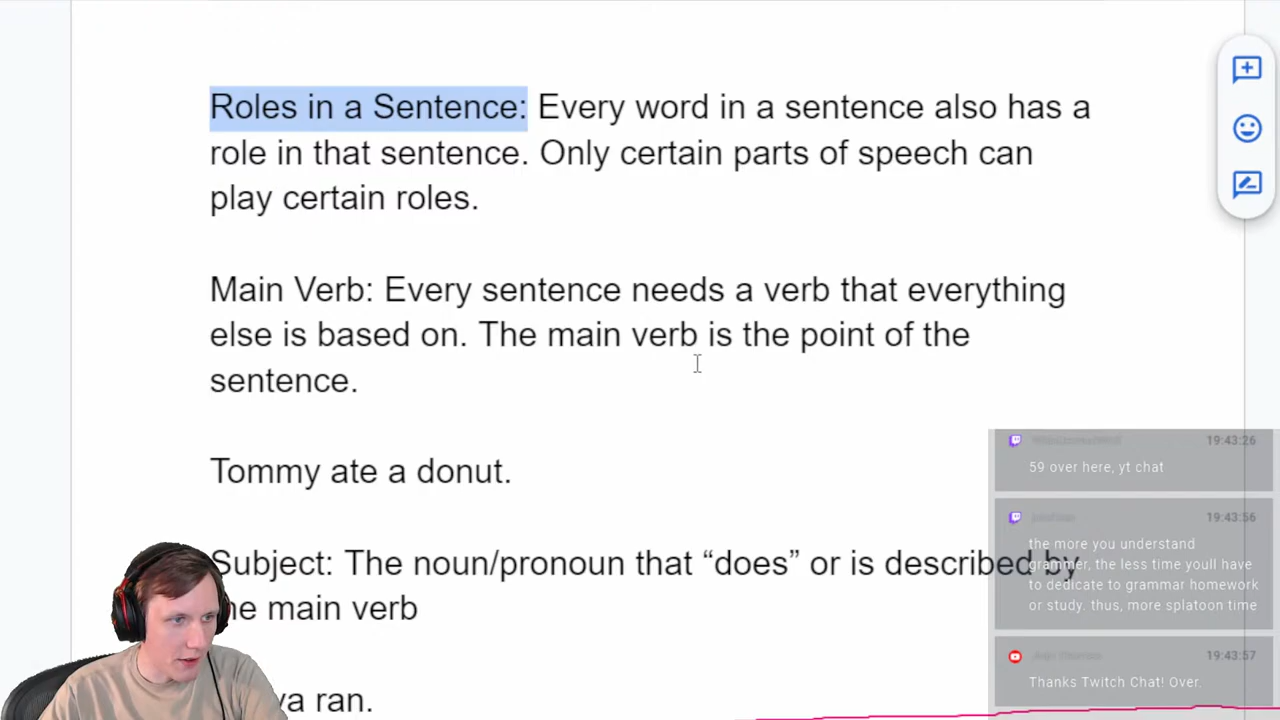 Roles in a Sentence: Every word in a sentence also has a
role in that sentence. Only certain parts of speech can
play certain roles.
Main Verb: Every sentence needs a verb that everything
else is based on. The main verb is the point of the
sentence.
Tommy ate a donut.
Subject: The noun/pronoun that “does” or is described by
he main verb
ya ran.
19:43:26
59 over here, yt chat
19:43:56
the more you understand
grammer, the less time youll have
to dedicate to grammar homework
or study. thus, more splatoon time
19:43:57
Thanks Twitch Chat! Over.